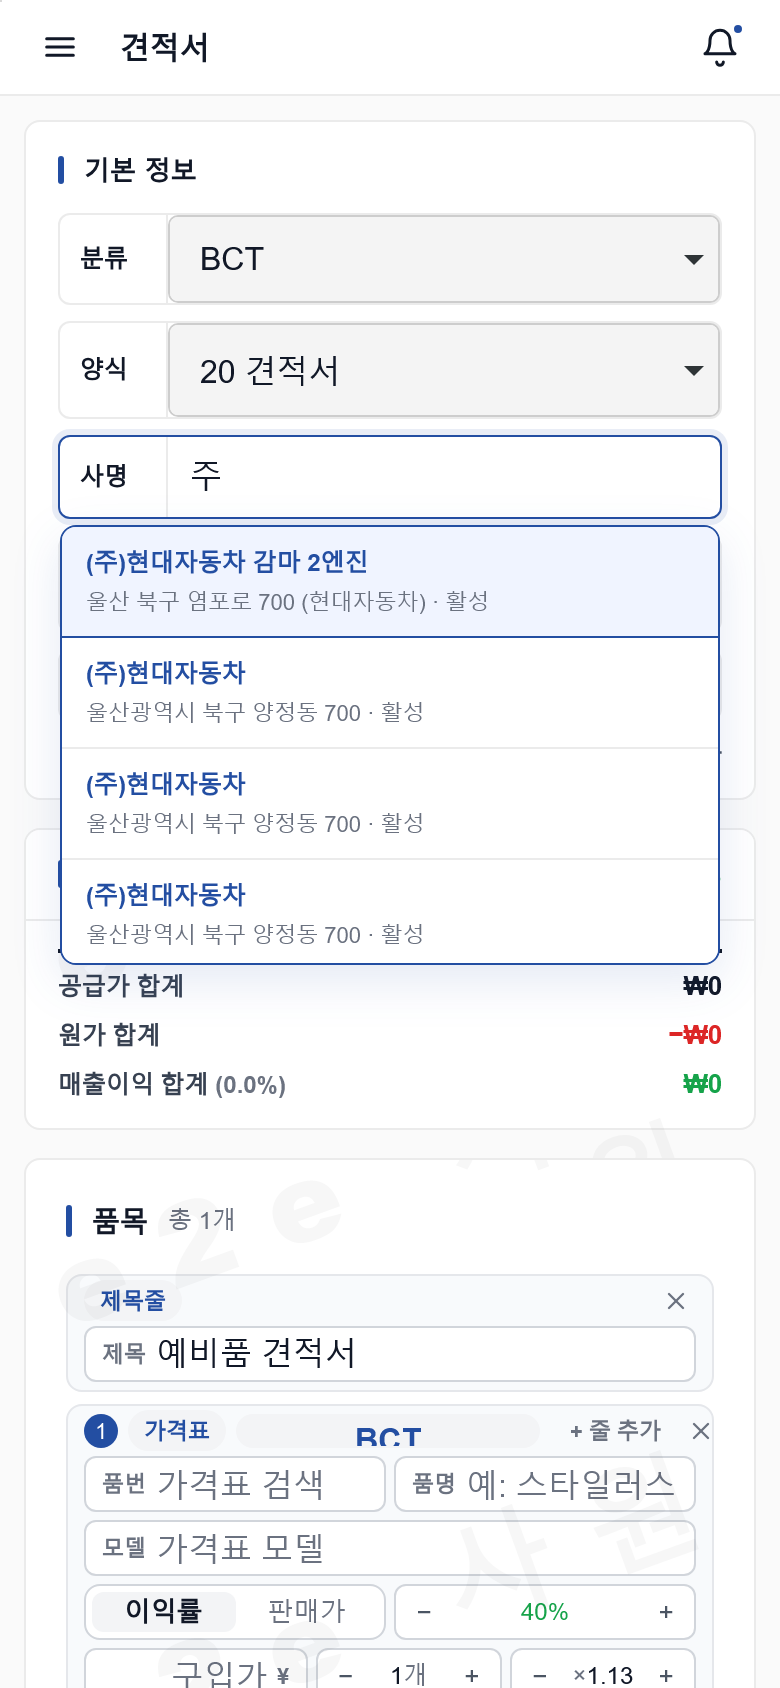 견적서
기본 정보
분류 BCT
양식 20 견적서
사명 주
(주)현대자동차 감마 2엔진
울산 북구 염포로 700 (현대자동차) · 활성
(주)현대자동차
울산광역시 북구 양정동 700 · 활성
(주)현대자동차
울산광역시 북구 양정동 700 · 활성
(주)현대자동차
울산광역시 북구 양정동 700 · 활성
공급가 합계 ₩0
원가 합계 −₩0
매출이익 합계 (0.0%) ₩0
품목 총 1개
제목줄 ×
제목 예비품 견적서
1 가격표 BCT + 줄 추가 ×
품번 가격표 검색 품명 예: 스타일러스
모델 가격표 모델
이익률 판매가 − 40% +
구입가 ¥ − 1개 + − ×1.13 +
e2e 사원
e2e